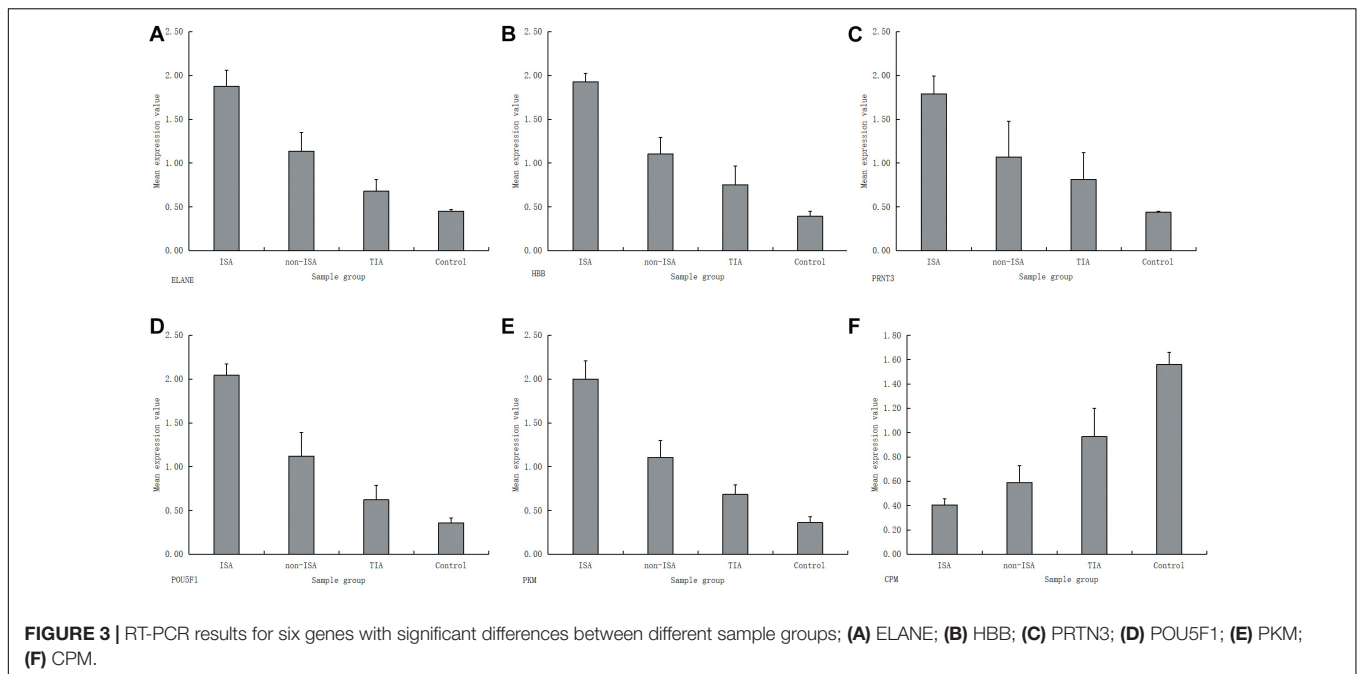 A
2.50
2.00
1.50
1.00
0.50
0.00
Mean expression value
ISA non-ISA TIA Control
Sample group
ELANE
B
2.50
2.00
1.50
1.00
0.50
0.00
Mean expression value
ISA non-ISA TIA Control
Sample group
HBB
C
2.50
2.00
1.50
1.00
0.50
0.00
Mean expression value
ISA non-ISA TIA Control
Sample group
PRNT3
D
2.50
2.00
1.50
1.00
0.50
0.00
Mean expression value
ISA non-ISA TIA Control
Sample group
POU5F1
E
2.50
2.00
1.50
1.00
0.50
0.00
Mean expression value
ISA non-ISA TIA Control
Sample group
PKM
F
1.80
1.60
1.40
1.20
1.00
0.80
0.60
0.40
0.20
0.00
Mean expression value
ISA non-ISA TIA Control
Sample group
CPM
FIGURE 3 | RT-PCR results for six genes with significant differences between different sample groups; (A) ELANE; (B) HBB; (C) PRTN3; (D) POU5F1; (E) PKM;
(F) CPM.